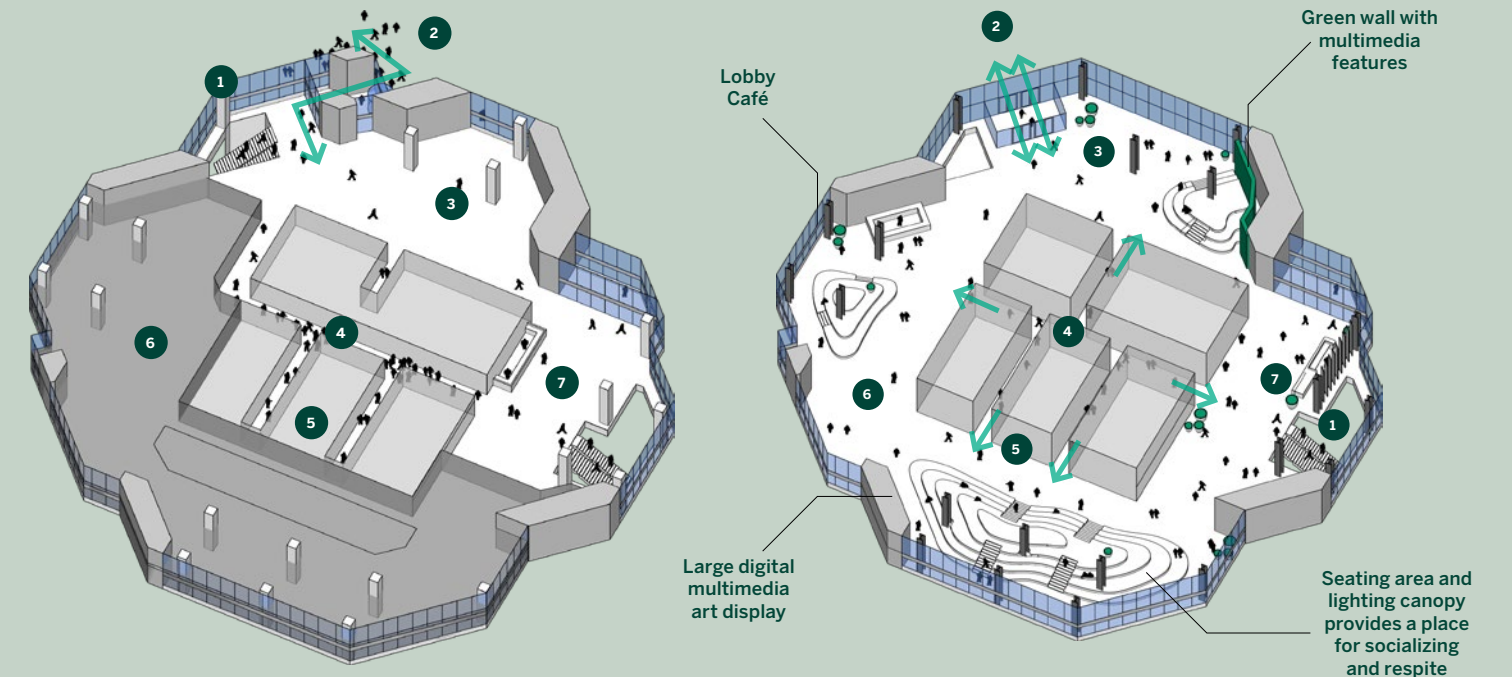 1
2
3
4
5
6
7
2
Lobby
Café
Green wall with
multimedia
features
3
4
7
6
1
5
Large digital
multimedia
art display
Seating area and
lighting canopy
provides a place
for socializing
and respite